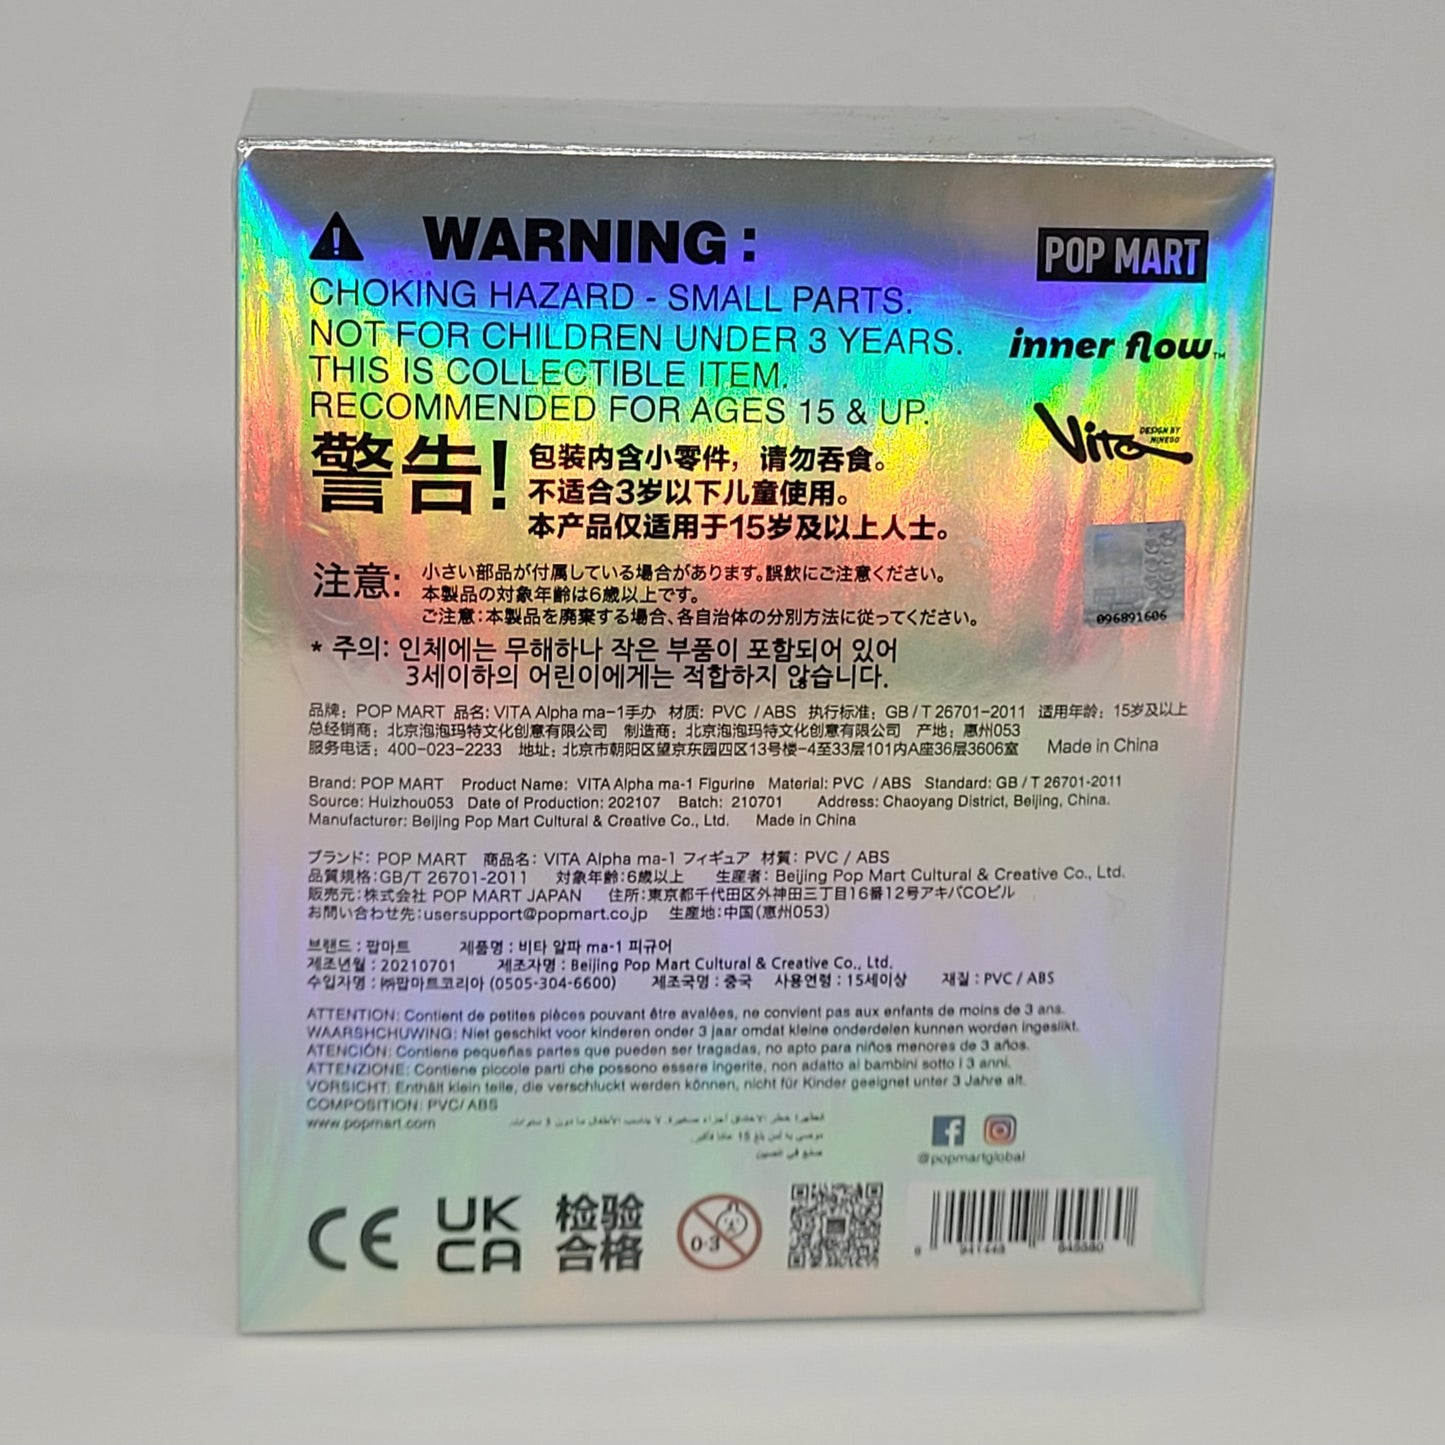 WARNING :
CHOKING HAZARD - SMALL PARTS.
NOT FOR CHILDREN UNDER 3 YEARS.
THIS IS COLLECTIBLE ITEM.
RECOMMENDED FOR AGES 15 & UP.
POP MART
inner flow™
Vita
DESIGN BY
NINEGO
警告!
包装内含小零件，请勿吞食。
不适合3岁以下儿童使用。
本产品仅适用于15岁及以上人士。
096891606
注意:
小さい部品が付属している場合があります。誤飲にご注意ください。
本製品の対象年齢は6歳以上です。
ご注意:本製品を廃棄する場合、各自治体の分別方法に従ってください。
* 주의: 인체에는 무해하나 작은 부품이 포함되어 있어
3세이하의 어린이에게는 적합하지 않습니다.
品牌: POP MART 品名: VITA Alpha ma-1手办 材质: PVC / ABS 执行标准: GB / T 26701-2011 适用年龄: 15岁及以上
总经销商: 北京泡泡玛特文化创意有限公司 制造商: 北京泡泡玛特文化创意有限公司 产地: 惠州053
服务电话: 400-023-2233 地址: 北京市朝阳区望京东园四区13号楼-4至33层101内A座36层3606室 Made in China
Brand: POP MART Product Name: VITA Alpha ma-1 Figurine Material: PVC / ABS Standard: GB / T 26701-2011
Source: Huizhou053 Date of Production: 202107 Batch: 210701 Address: Chaoyang District, Beijing, China.
Manufacturer: Beijing Pop Mart Cultural & Creative Co., Ltd. Made in China
ブランド: POP MART 商品名: VITA Alpha ma-1 フィギュア 材質: PVC / ABS
品質規格:GB/T 26701-2011 対象年齢:6歳以上 生産者: Beijing Pop Mart Cultural & Creative Co., Ltd.
販売元:株式会社 POP MART JAPAN 住所:東京都千代田区外神田三丁目16番12号アキバCOビル
お問い合わせ先:usersupport@popmart.co.jp 生産地:中国(惠州053)
브랜드 : 팝마트 제품명 : 비타 알파 ma-1 피규어
제조년월 : 20210701 제조자명 : Beijing Pop Mart Cultural & Creative Co., Ltd.
수입자명 : ㈜팝마트코리아 (0505-304-6600) 제조국명 : 중국 사용연령 : 15세이상 재질 : PVC / ABS
ATTENTION: Contient de petites pièces pouvant être avalées, ne convient pas aux enfants de moins de 3 ans.
WAARSHCHUWING: Niet geschikt voor kinderen onder 3 jaar omdat kleine onderdelen kunnen worden ingeslikt.
ATENCIÓN: Contiene pequeñas partes que pueden ser tragadas, no apto para niños menores de 3 años.
ATTENZIONE: Contiene piccole parti che possono essere ingerite, non adatto ai bambini sotto i 3 anni.
VORSICHT: Enthält klein teile, die verschluckt werden können, nicht für Kinder geeignet unter 3 Jahre alt.
COMPOSITION: PVC/ ABS
www.popmart.com
صنع في الصين
@popmartglobal
CE
UK
CA
检验
合格
0-3
6 941448 648880